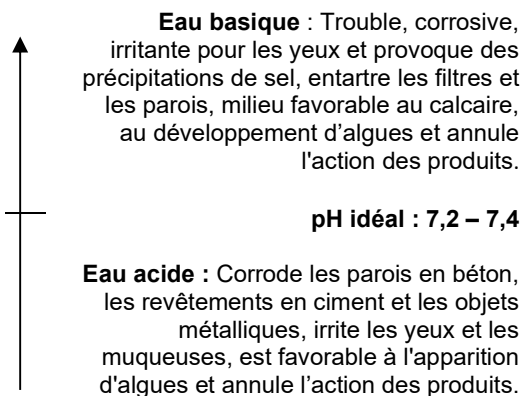 Eau basique : Trouble, corrosive,
irritante pour les yeux et provoque des
précipitations de sel, entartre les filtres et
les parois, milieu favorable au calcaire,
au développement d’algues et annule
l'action des produits.
pH idéal : 7,2 – 7,4
Eau acide : Corrode les parois en béton,
les revêtements en ciment et les objets
métalliques, irrite les yeux et les
muqueuses, est favorable à l'apparition
d'algues et annule l’action des produits.